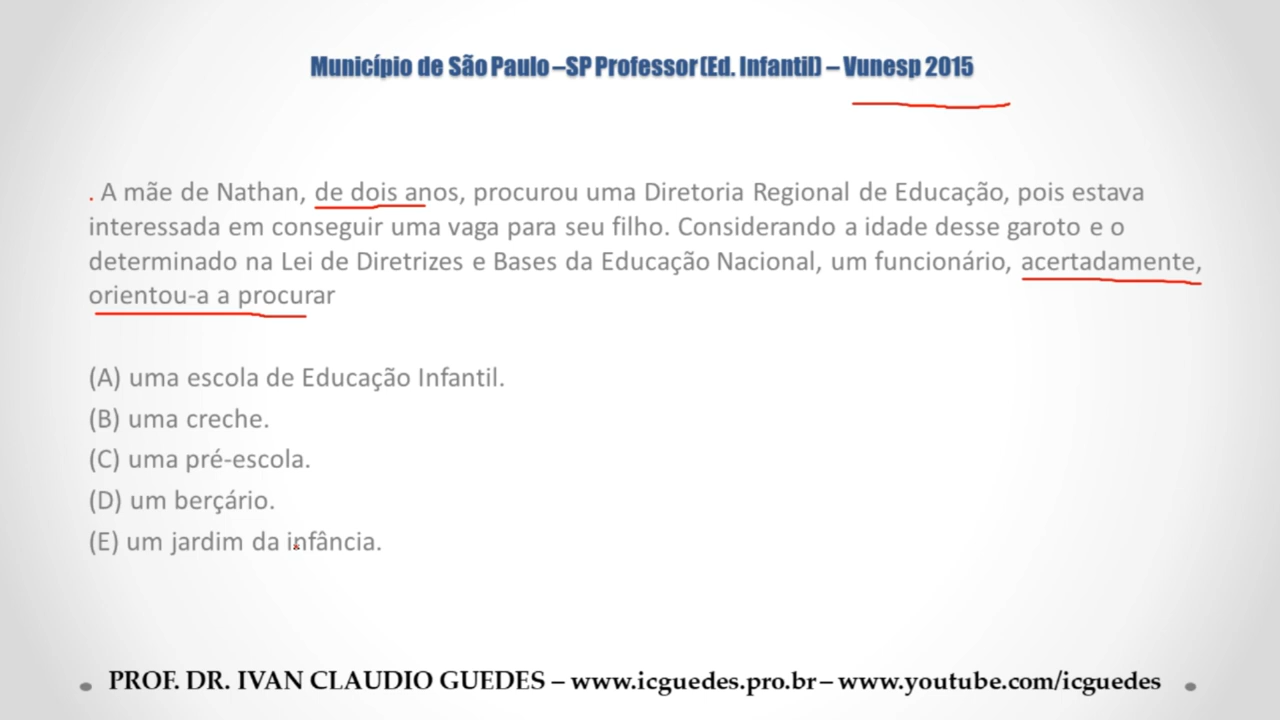 Município de São Paulo –SP Professor (Ed. Infantil) – Vunesp 2015
. A mãe de Nathan, de dois anos, procurou uma Diretoria Regional de Educação, pois estava
interessada em conseguir uma vaga para seu filho. Considerando a idade desse garoto e o
determinado na Lei de Diretrizes e Bases da Educação Nacional, um funcionário, acertadamente,
orientou-a a procurar
(A) uma escola de Educação Infantil.
(B) uma creche.
(C) uma pré-escola.
(D) um berçário.
(E) um jardim da infância.
PROF. DR. IVAN CLAUDIO GUEDES – www.icguedes.pro.br – www.youtube.com/icguedes